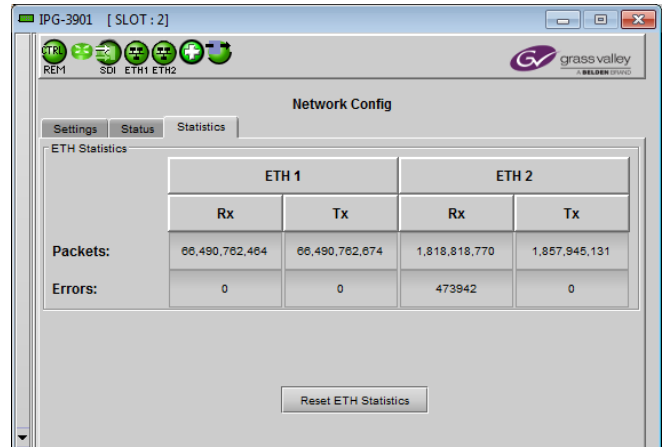 IPG-3901 [ SLOT : 2]
CTRL
REM SDI ETH1 ETH2
GV grass valley
A BELDEN BRAND
Network Config
Settings Status Statistics
ETH Statistics
ETH 1 ETH 2
Rx Tx Rx Tx
Packets: 66,490,762,464 66,490,762,674 1,818,818,770 1,857,945,131
Errors: 0 0 473942 0
Reset ETH Statistics